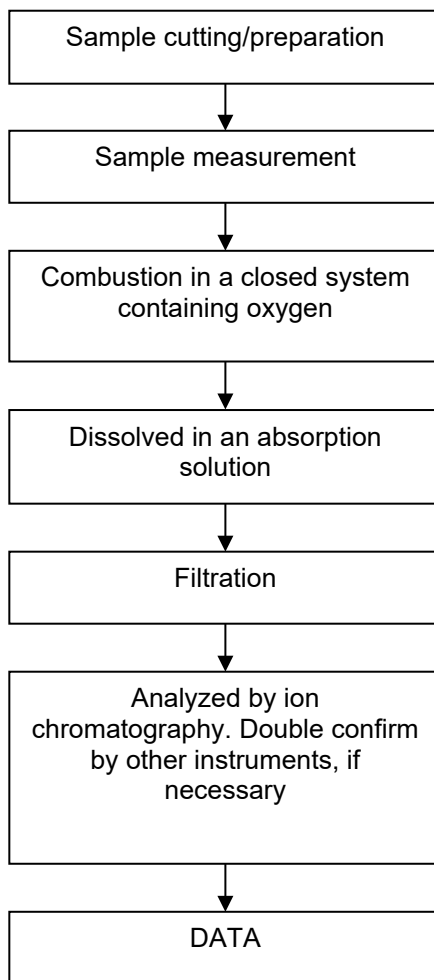 Sample cutting/preparation
Sample measurement
Combustion in a closed system
containing oxygen
Dissolved in an absorption
solution
Filtration
Analyzed by ion
chromatography. Double confirm
by other instruments, if
necessary
DATA